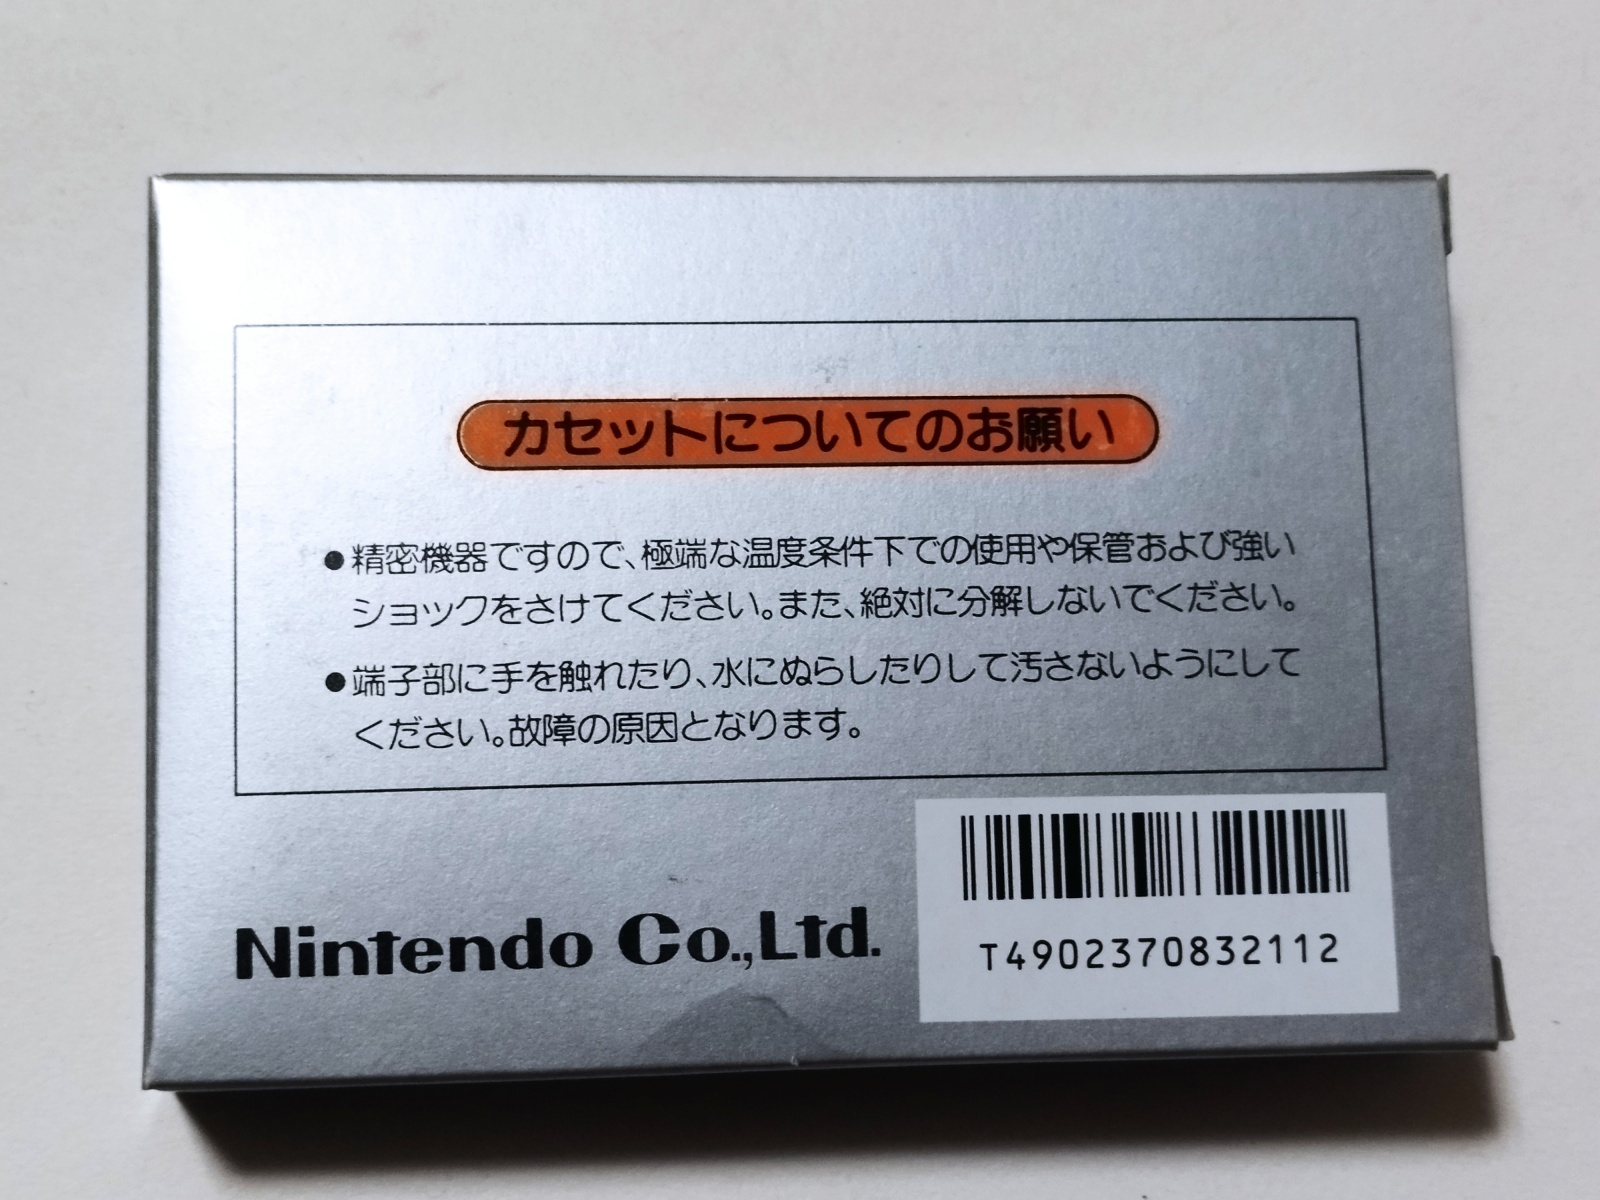 カセットについてのお願い
●精密機器ですので、極端な温度条件下での使用や保管および強い
ショックをさけてください。また、絶対に分解しないでください。
●端子部に手を触れたり、水にぬらしたりして汚さないようにして
ください。故障の原因となります。
Nintendo Co.,Ltd.
T4902370832112